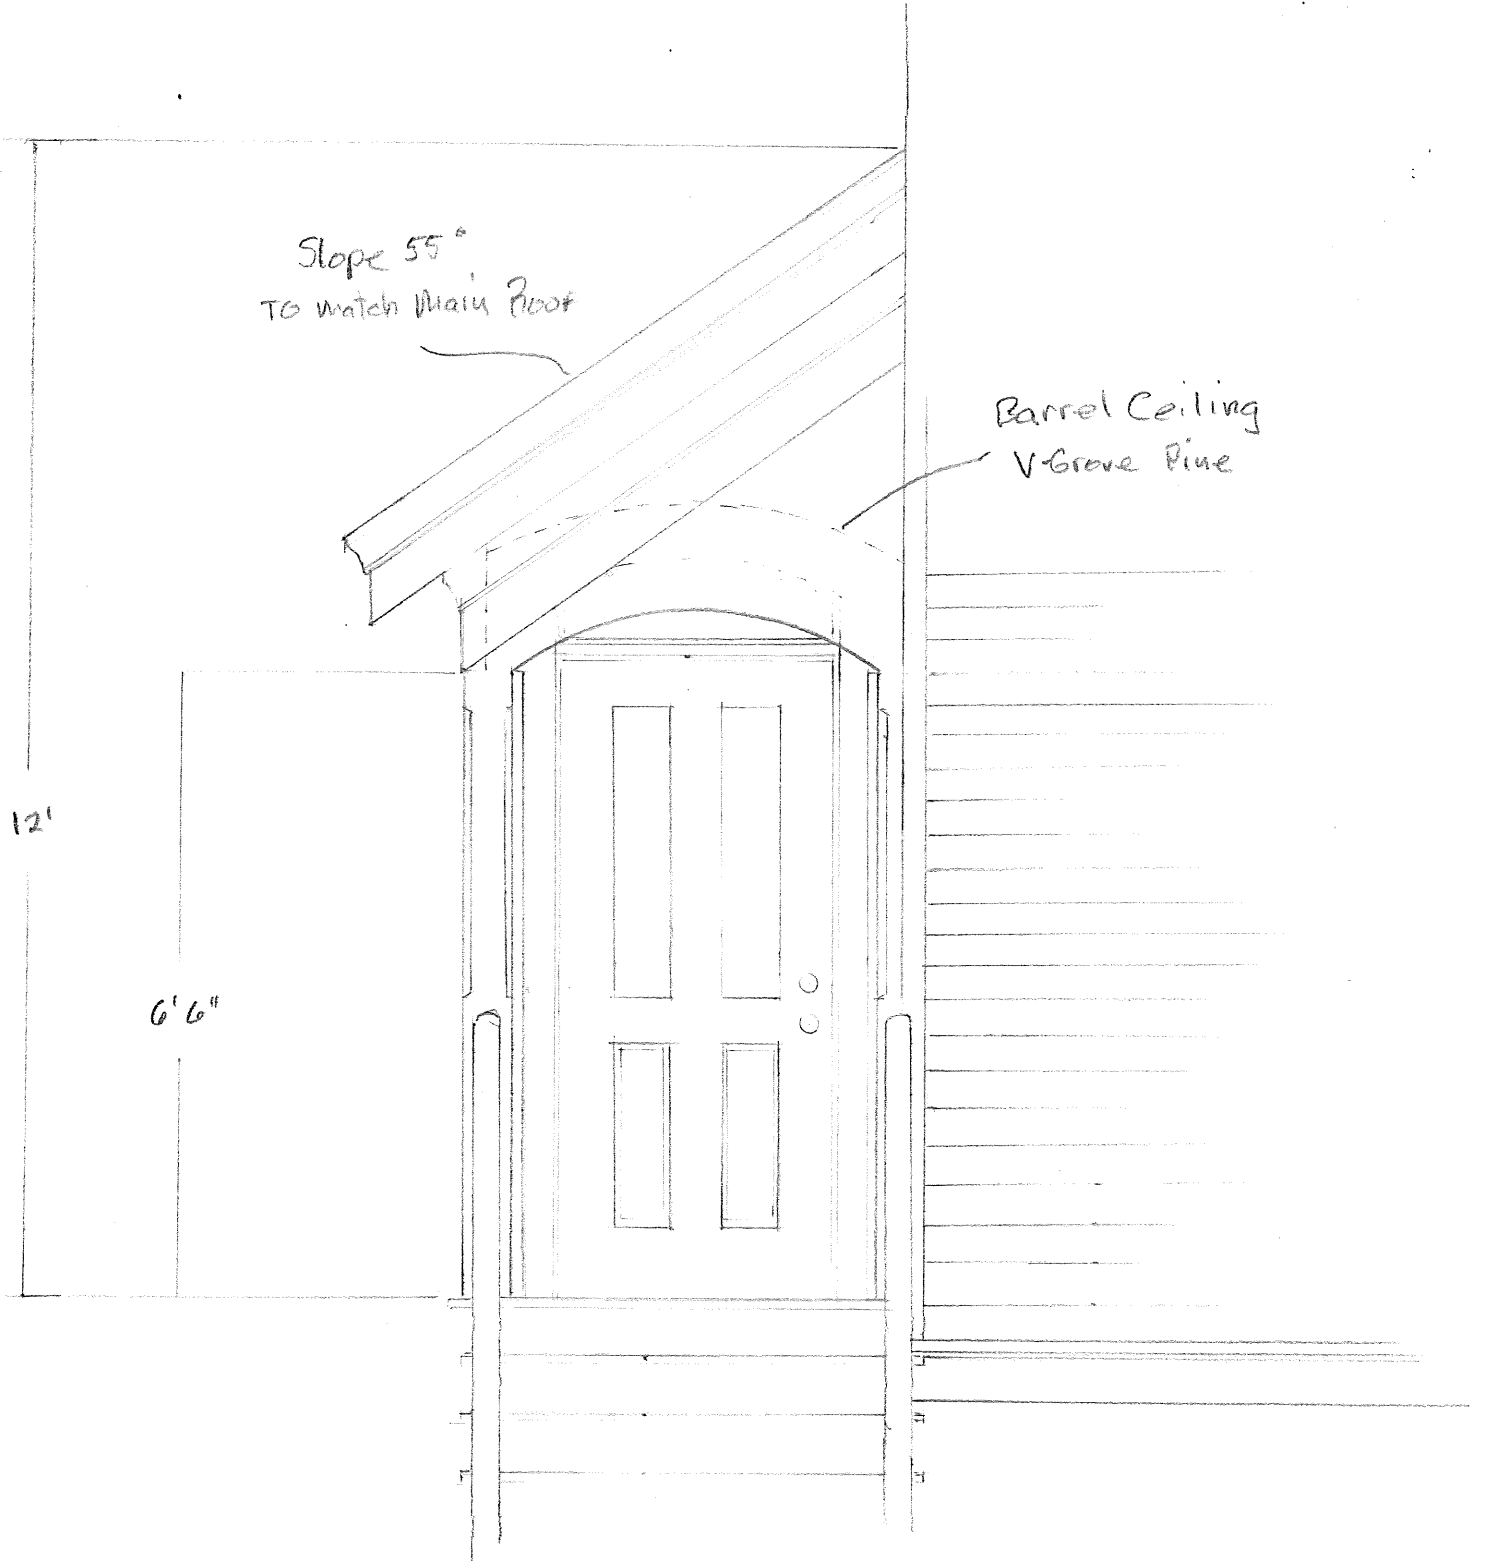 Slope 55°
To Match Main Roof
Barrel Ceiling
V-Grove Pine
12'
6'6"